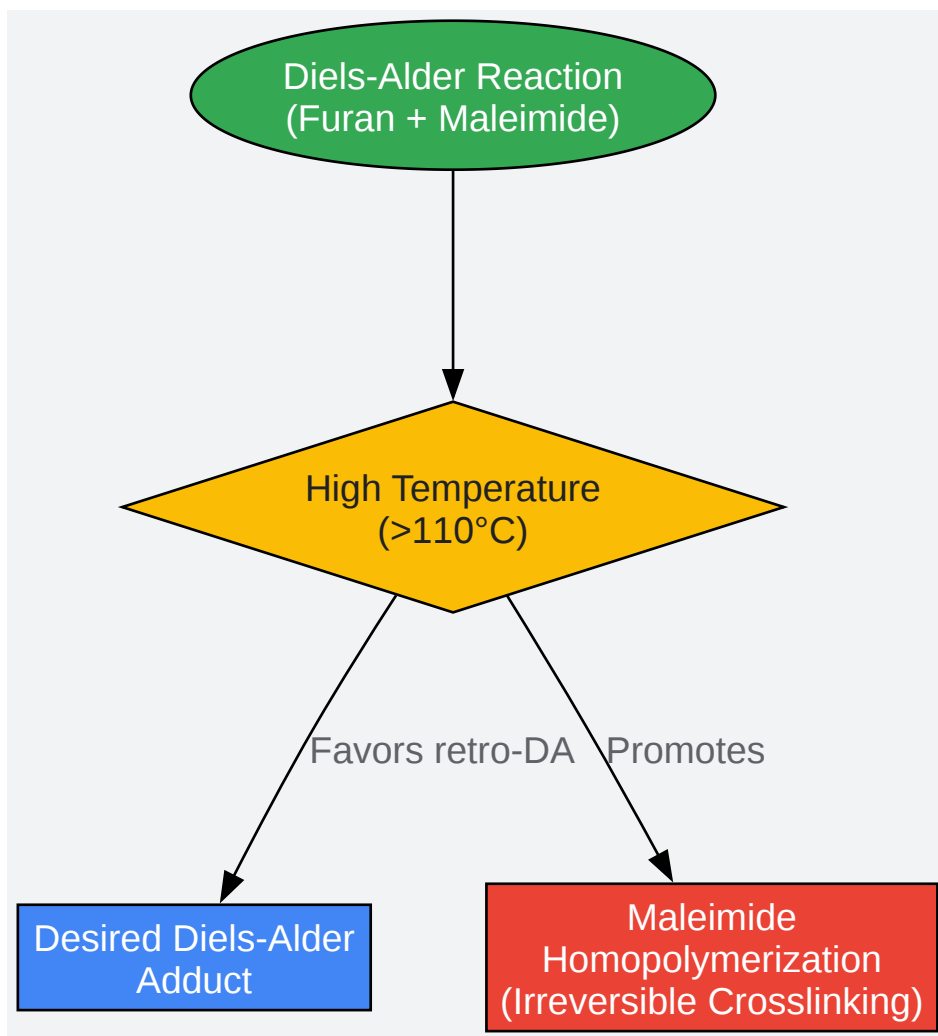 Diels-Alder Reaction
(Furan + Maleimide)
High Temperature
(>110°C)
Favors retro-DA
Promotes
Desired Diels-Alder
Adduct
Maleimide
Homopolymerization
(Irreversible Crosslinking)